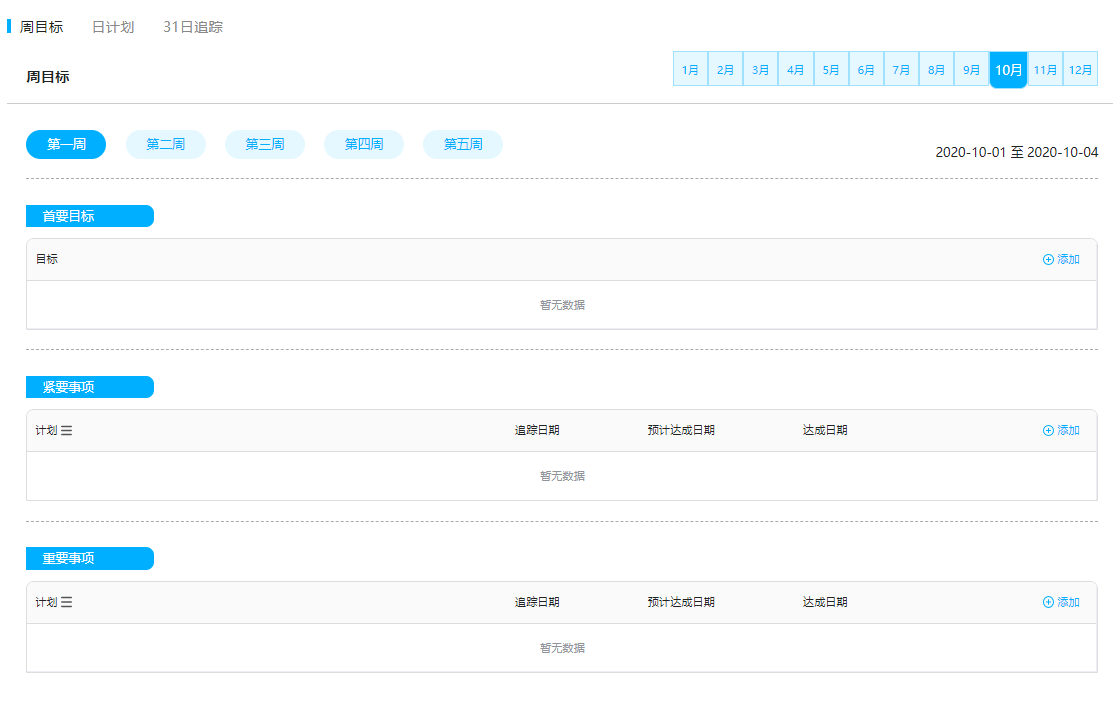 周目标 日计划 31日追踪
周目标 1月 2月 3月 4月 5月 6月 7月 8月 9月 10月 11月 12月
第一周 第二周 第三周 第四周 第五周 2020-10-01 至 2020-10-04
首要目标
目标 添加
暂无数据
紧要事项
计划 追踪日期 预计达成日期 达成日期 添加
暂无数据
重要事项
计划 追踪日期 预计达成日期 达成日期 添加
暂无数据